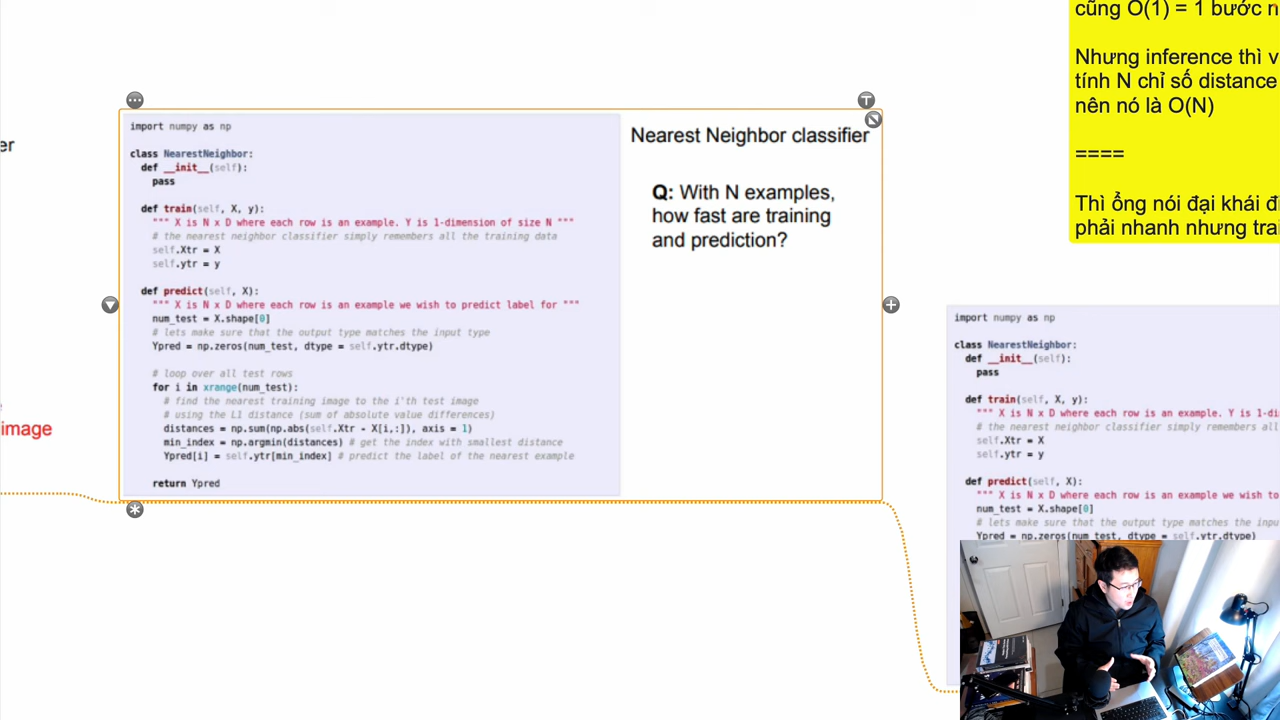 er
image
import numpy as np
class NearestNeighbor:
def __init__(self):
pass
def train(self, X, y):
""" X is N x D where each row is an example. Y is 1-dimension of size N """
# the nearest neighbor classifier simply remembers all the training data
self.Xtr = X
self.ytr = y
def predict(self, X):
""" X is N x D where each row is an example we wish to predict label for """
num_test = X.shape[0]
# lets make sure that the output type matches the input type
Ypred = np.zeros(num_test, dtype = self.ytr.dtype)
# loop over all test rows
for i in xrange(num_test):
# find the nearest training image to the i'th test image
# using the L1 distance (sum of absolute value differences)
distances = np.sum(np.abs(self.Xtr - X[i,:]), axis = 1)
min_index = np.argmin(distances) # get the index with smallest distance
Ypred[i] = self.ytr[min_index] # predict the label of the nearest example
return Ypred
Nearest Neighbor classifier
Q: With N examples,
how fast are training
and prediction?
cũng O(1) = 1 bước n
Nhưng inference thì v
tính N chỉ số distance
nên nó là O(N)
====
Thì ổng nói đại khái đi
phải nhanh nhưng trai
import numpy as np
class NearestNeighbor:
def __init__(self):
pass
def train(self, X, y):
""" X is N x D where each row is an example. Y is 1-di
# the nearest neighbor classifier simply remembers all
self.Xtr = X
self.ytr = y
def predict(self, X):
""" X is N x D where each row is an example we wish to
num_test = X.shape[0]
# lets make sure that the output type matches the inpu
Ypred = np.zeros(num_test, dtype = self.ytr.dtype)